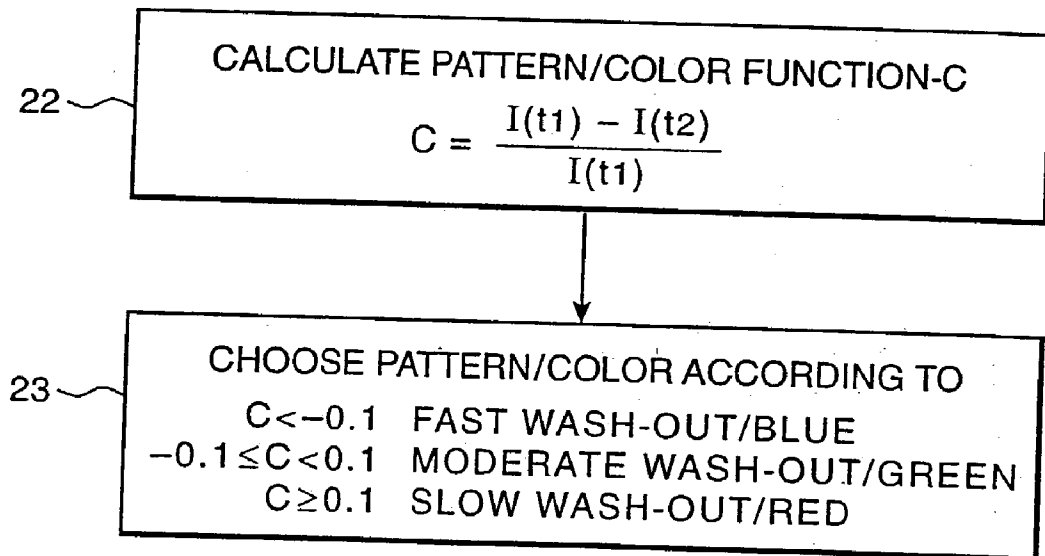 CALCULATE PATTERN/COLOR FUNCTION-C
22
C = I(t1) - I(t2)
I(t1)
CHOOSE PATTERN/COLOR ACCORDING TO
23
C<-0.1 FAST WASH-OUT/BLUE
-0.1≤C<0.1 MODERATE WASH-OUT/GREEN
C≥0.1 SLOW WASH-OUT/RED